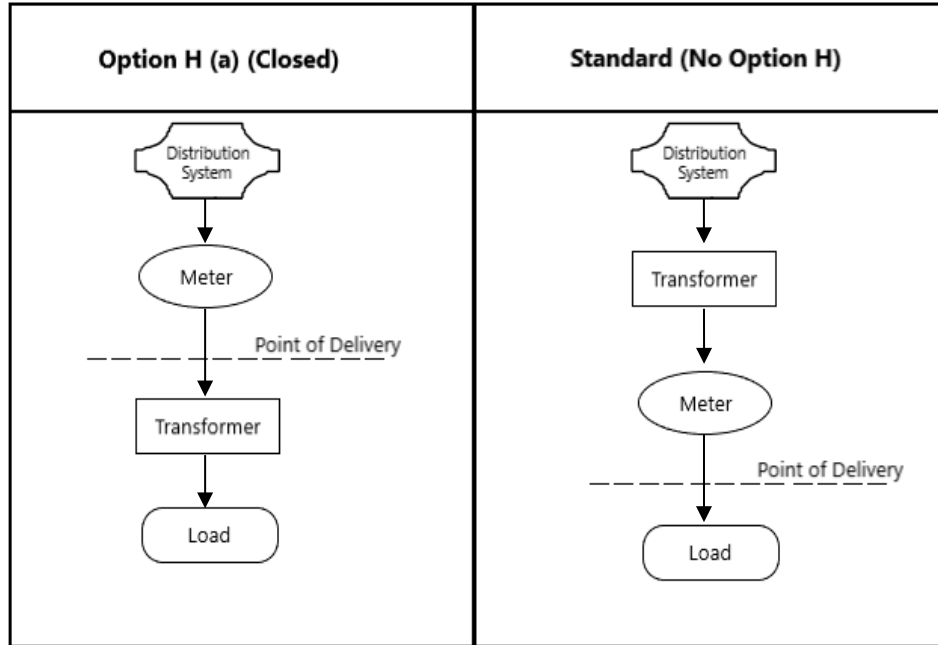 Option H (a) (Closed)
Distribution
System
Meter
Point of Delivery
Transformer
Load
Standard (No Option H)
Distribution
System
Transformer
Meter
Point of Delivery
Load